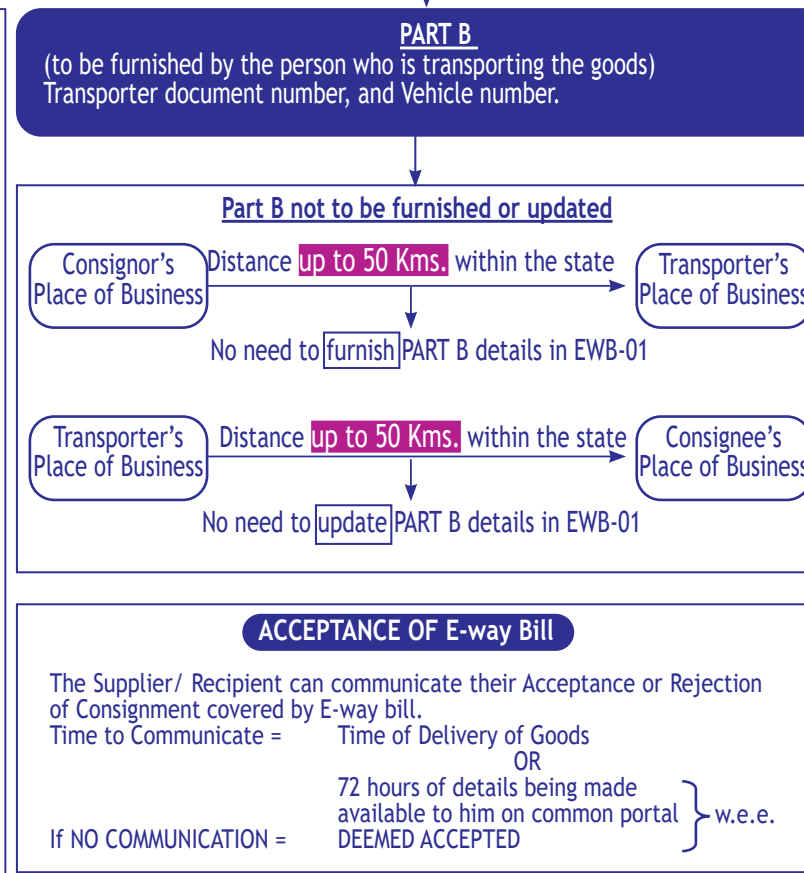 PART B
(to be furnished by the person who is transporting the goods)
Transporter document number, and Vehicle number.
Part B not to be furnished or updated
Consignor's
Place of Business
Distance up to 50 Kms. within the state
Transporter's
Place of Business
No need to furnish PART B details in EWB-01
Transporter's
Place of Business
Distance up to 50 Kms. within the state
Consignee's
Place of Business
No need to update PART B details in EWB-01
ACCEPTANCE OF E-way Bill
The Supplier/ Recipient can communicate their Acceptance or Rejection
of Consignment covered by E-way bill.
Time to Communicate = Time of Delivery of Goods
OR
72 hours of details being made
available to him on common portal
w.e.e.
If NO COMMUNICATION = DEEMED ACCEPTED